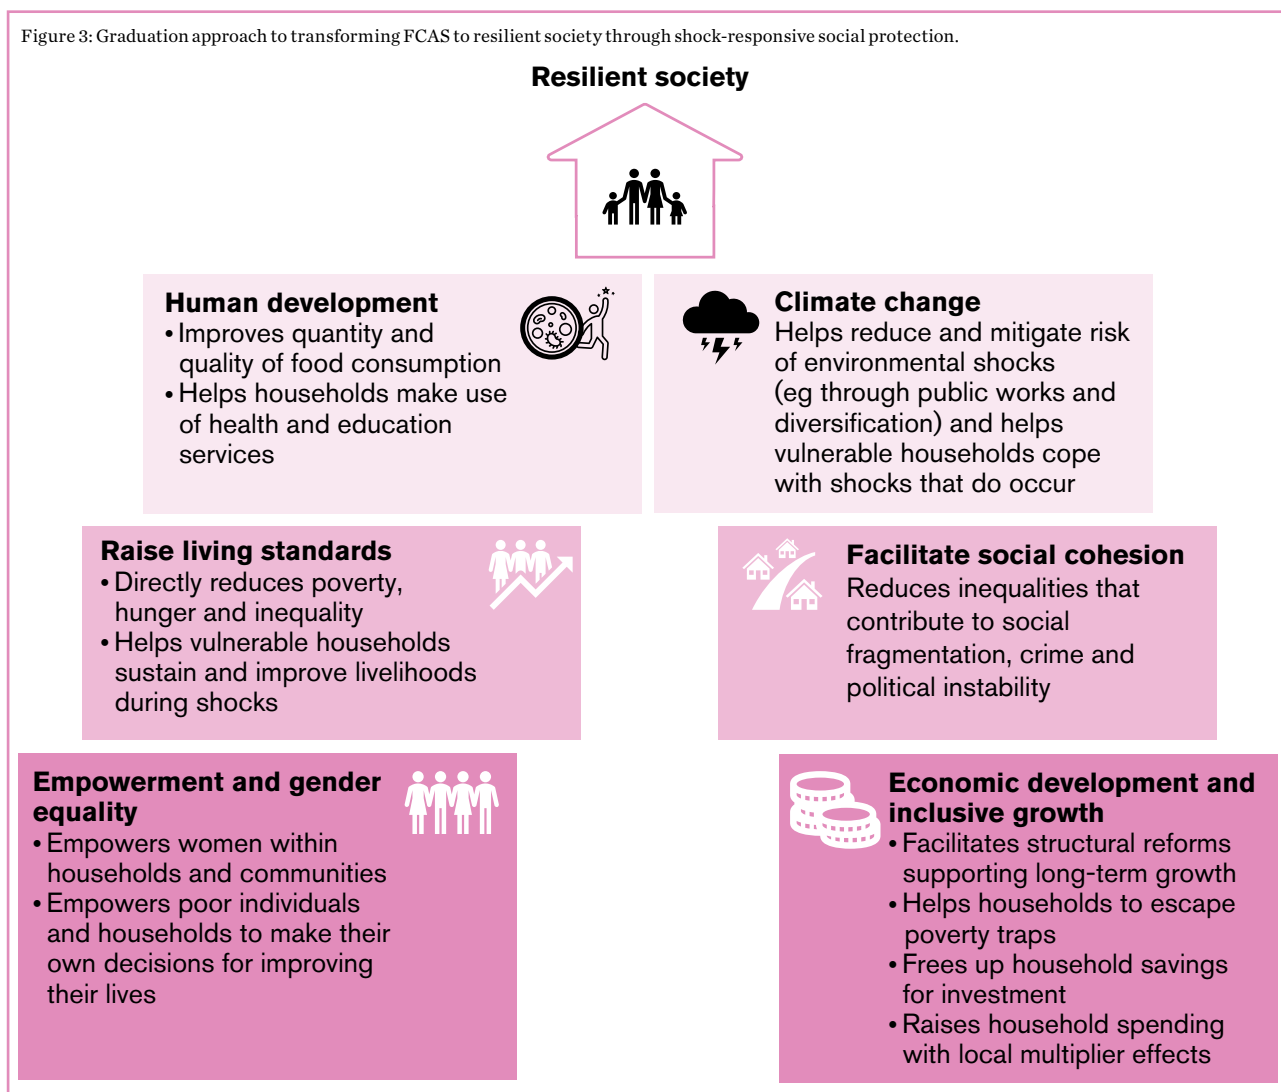 Figure 3: Graduation approach to transforming FCAS to resilient society through shock-responsive social protection.
Resilient society
Human development
• Improves quantity and
quality of food consumption
• Helps households make use
of health and education
services
Climate change
Helps reduce and mitigate risk
of environmental shocks
(eg through public works and
diversification) and helps
vulnerable households cope
with shocks that do occur
Raise living standards
• Directly reduces poverty,
hunger and inequality
• Helps vulnerable households
sustain and improve livelihoods
during shocks
Facilitate social cohesion
Reduces inequalities that
contribute to social
fragmentation, crime and
political instability
Empowerment and gender
equality
• Empowers women within
households and communities
• Empowers poor individuals
and households to make their
own decisions for improving
their lives
Economic development and
inclusive growth
• Facilitates structural reforms
supporting long-term growth
• Helps households to escape
poverty traps
• Frees up household savings
for investment
• Raises household spending
with local multiplier effects